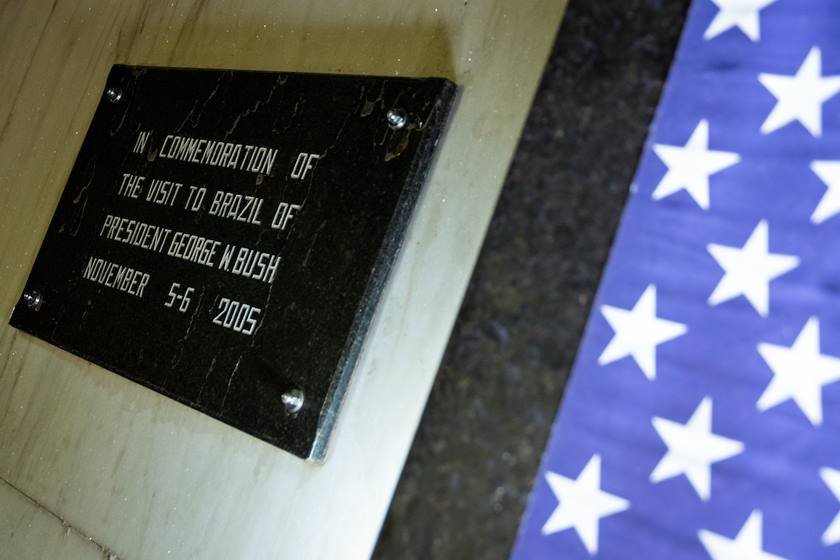 IN COMMEMORATION OF
THE VISIT TO BRAZIL OF
PRESIDENT GEORGE W.BUSH
NOVEMBER 5-6 2005